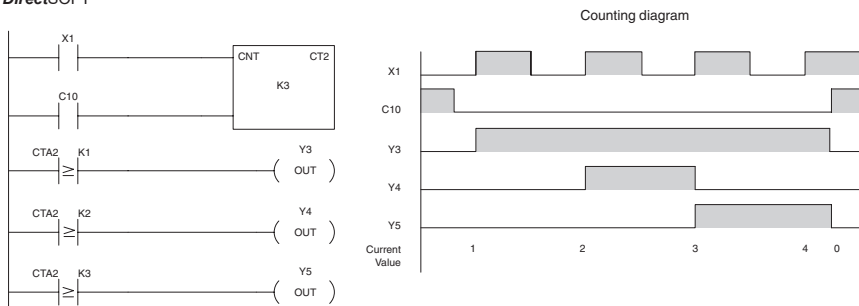 DirectSOFT
X1
CNT CT2
K3
C10
CTA2 K1
≥
Y3
OUT
CTA2 K2
≥
Y4
OUT
CTA2 K3
≥
Y5
OUT
Counting diagram
X1
C10
Y3
Y4
Y5
Current
Value
1 2 3 4 0